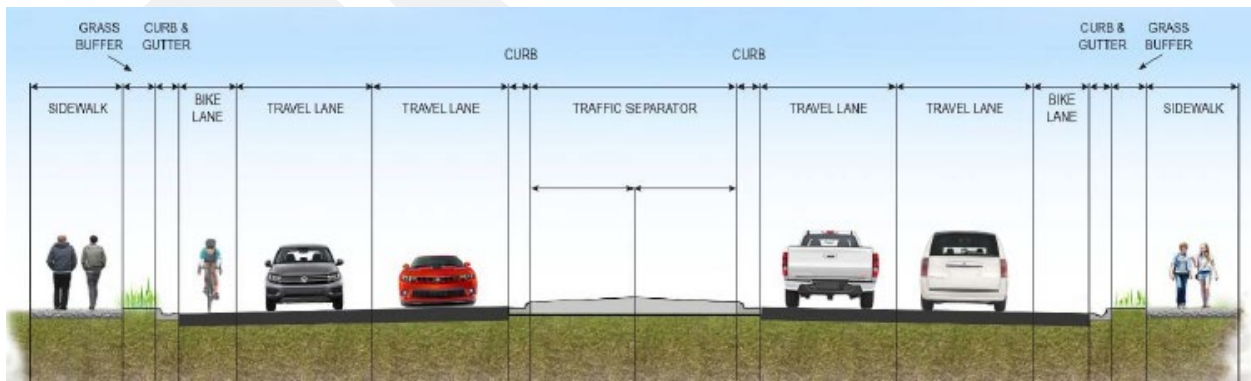 GRASS
BUFFER
CURB &
GUTTER
CURB
CURB
CURB &
GUTTER
GRASS
BUFFER
SIDEWALK
BIKE
LANE
TRAVEL LANE
TRAVEL LANE
TRAFFIC SEPARATOR
TRAVEL LANE
TRAVEL LANE
BIKE
LANE
SIDEWALK